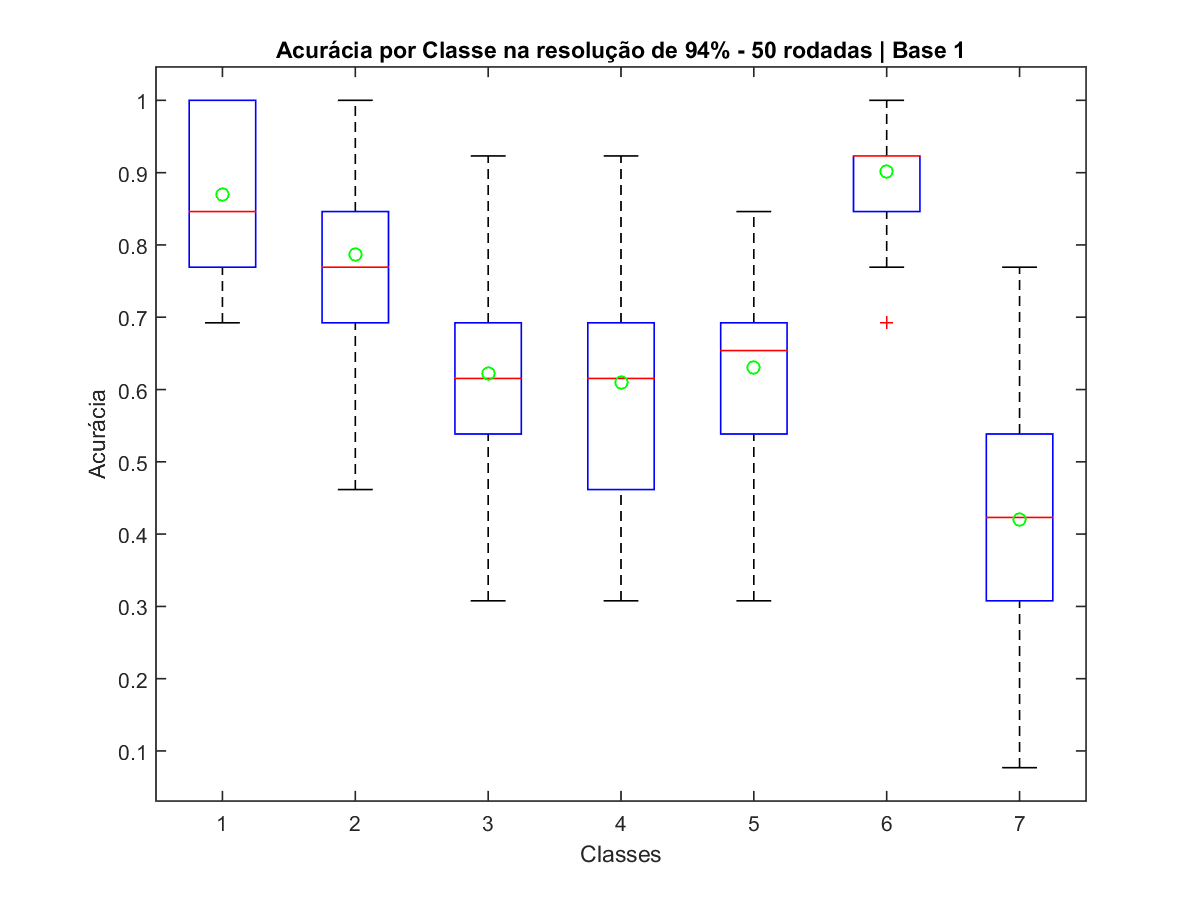 Acurácia por Classe na resolução de 94% - 50 rodadas | Base 1
1
0.9
0.8
0.7
0.6
0.5
0.4
0.3
0.2
0.1
Acurácia
1 2 3 4 5 6 7
Classes